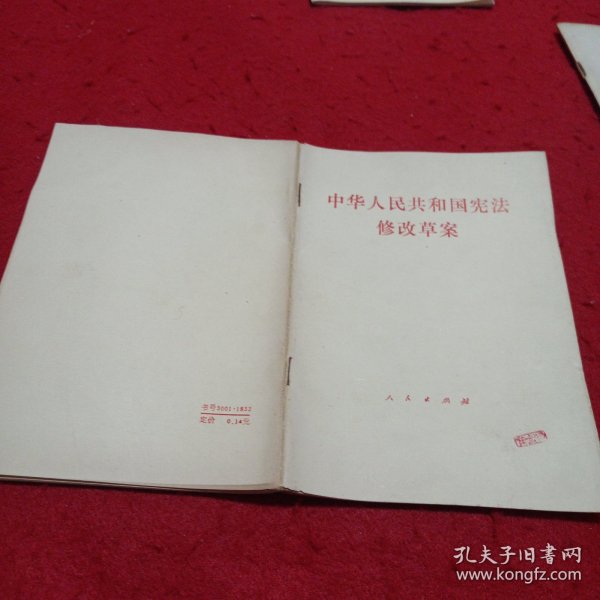 中华人民共和国宪法
修改草案
人民出版社
书号3001·1832
定价 0.14元
孔夫子旧书网
www.kongfz.com